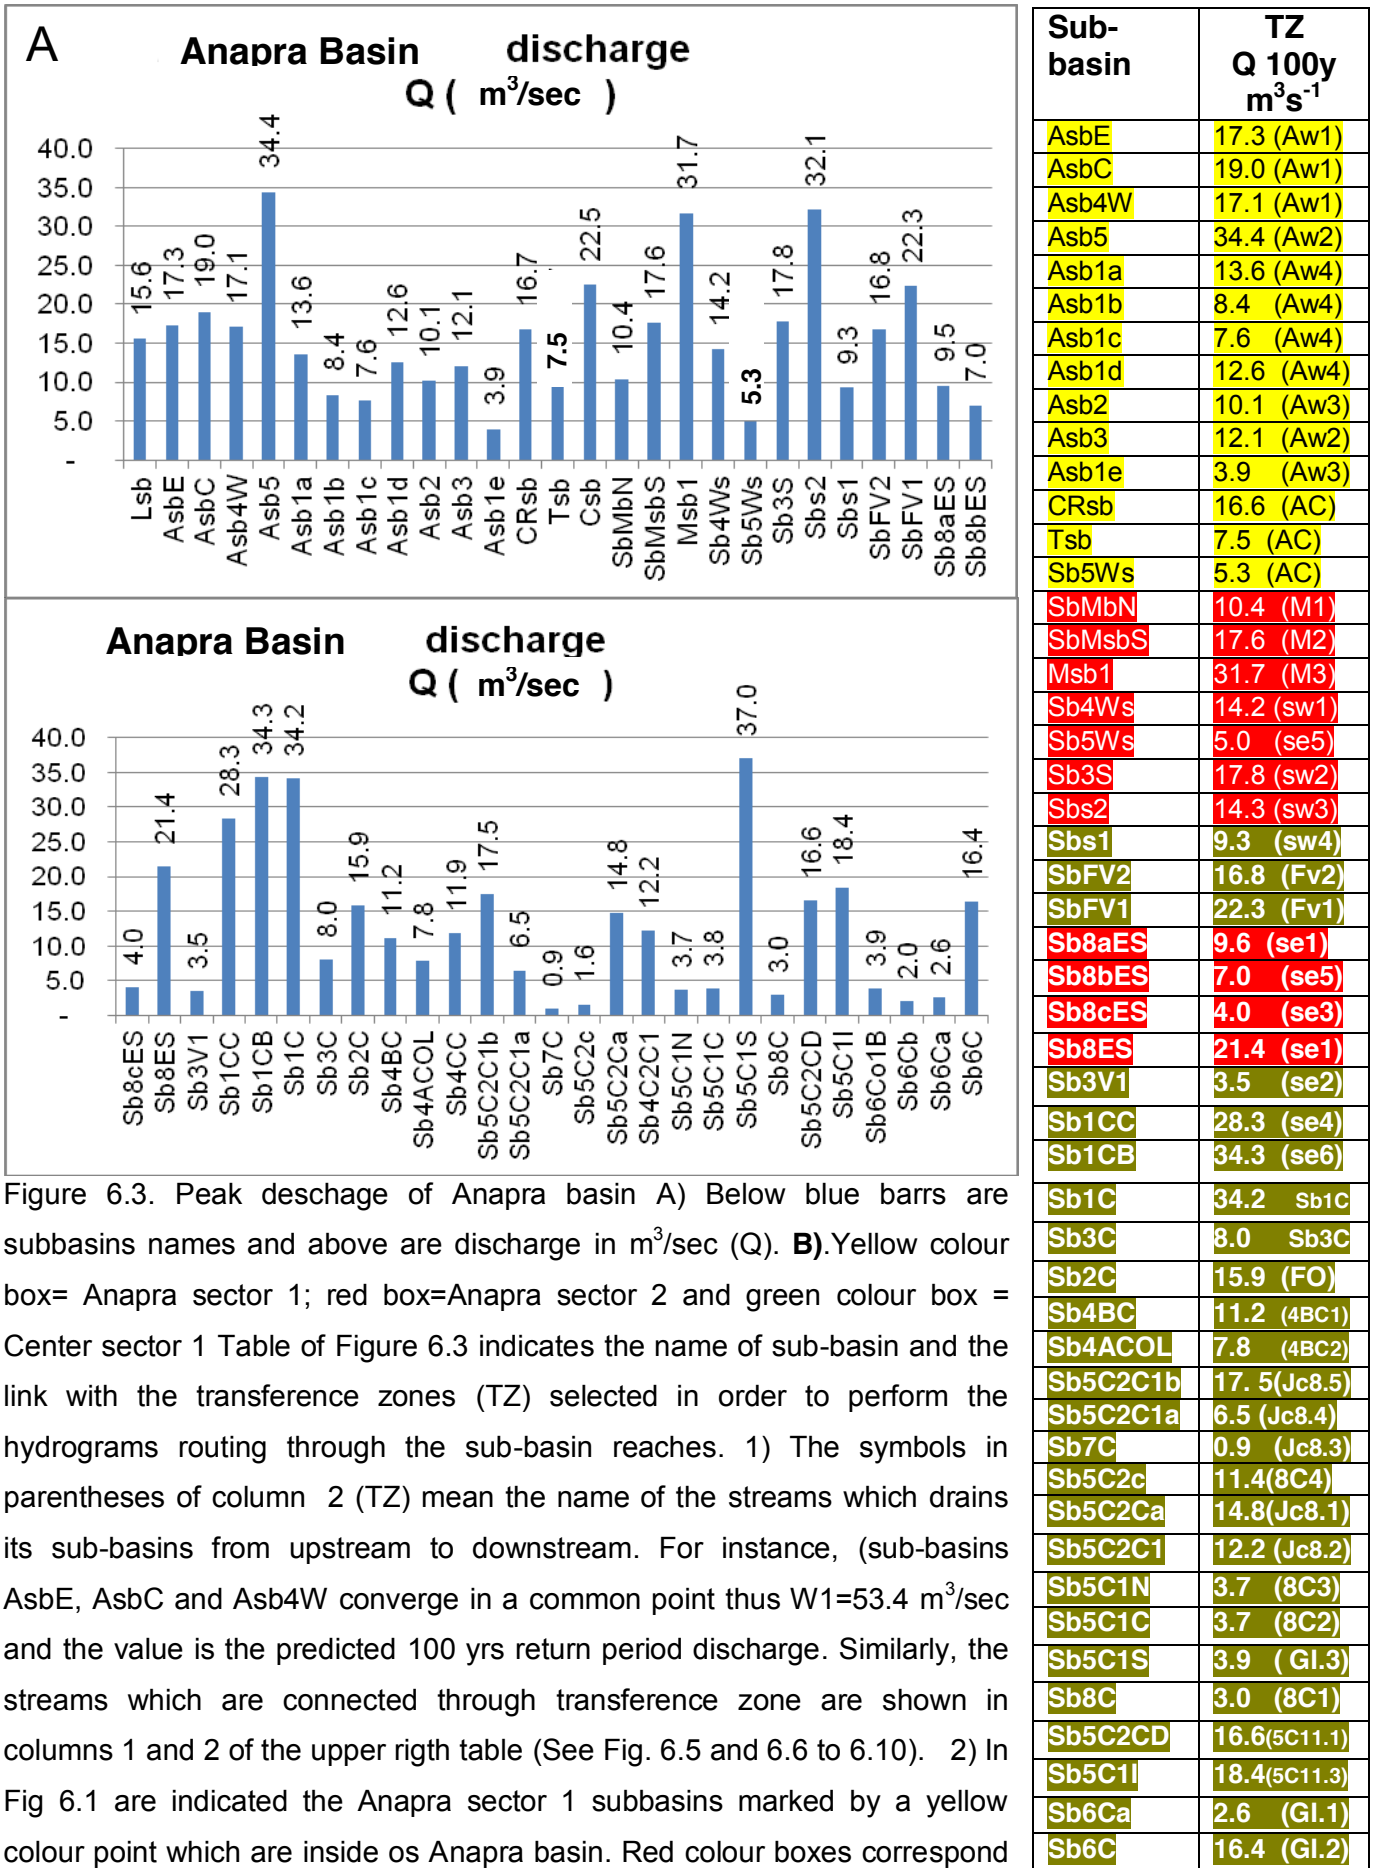 A
Anapra Basin discharge
Q ( m³/sec )
40.0
35.0
30.0
25.0
20.0
15.0
10.0
5.0
-
15.6
17.3
19.0
17.1
34.4
13.6
8.4
7.6
12.6
10.1
12.1
3.9
16.7
7.5
22.5
10.4
17.6
31.7
14.2
5.3
17.8
32.1
9.3
16.8
22.3
9.5
7.0
Lsb
AsbE
AsbC
Asb4W
Asb5
Asb1a
Asb1b
Asb1c
Asb1d
Asb2
Asb3
Asb1e
CRsb
Tsb
Csb
SbMbN
SbMsbS
Msb1
Sb4Ws
Sb5Ws
Sb3S
Sbs2
Sbs1
SbFV2
SbFV1
Sb8aES
Sb8bES
Anapra Basin discharge
Q ( m³/sec )
40.0
35.0
30.0
25.0
20.0
15.0
10.0
5.0
-
4.0
21.4
3.5
28.3
34.3
34.2
8.0
15.9
11.2
7.8
11.9
17.5
6.5
0.9
1.6
14.8
12.2
3.7
3.8
37.0
3.0
16.6
18.4
3.9
2.0
2.6
16.4
Sb8cES
Sb8ES
Sb3V1
Sb1CC
Sb1CB
Sb1C
Sb3C
Sb2C
Sb4BC
Sb4ACOL
Sb4CC
Sb5C2C1b
Sb5C2C1a
Sb7C
Sb5C2c
Sb5C2Ca
Sb4C2C1
Sb5C1N
Sb5C1C
Sb5C1S
Sb8C
Sb5C2CD
Sb5C1I
Sb6Co1B
Sb6Cb
Sb6Ca
Sb6C
Figure 6.3. Peak deschage of Anapra basin A) Below blue barrs are
subbasins names and above are discharge in m³/sec (Q). B).Yellow colour
box= Anapra sector 1; red box=Anapra sector 2 and green colour box =
Center sector 1 Table of Figure 6.3 indicates the name of sub-basin and the
link with the transference zones (TZ) selected in order to perform the
hydrograms routing through the sub-basin reaches. 1) The symbols in
parentheses of column 2 (TZ) mean the name of the streams which drains
its sub-basins from upstream to downstream. For instance, (sub-basins
AsbE, AsbC and Asb4W converge in a common point thus W1=53.4 m³/sec
and the value is the predicted 100 yrs return period discharge. Similarly, the
streams which are connected through transference zone are shown in
columns 1 and 2 of the upper rigth table (See Fig. 6.5 and 6.6 to 6.10). 2) In
Fig 6.1 are indicated the Anapra sector 1 subbasins marked by a yellow
colour point which are inside os Anapra basin. Red colour boxes correspond
Sub-basin TZ Q 100y m³s⁻¹
AsbE 17.3 (Aw1)
AsbC 19.0 (Aw1)
Asb4W 17.1 (Aw1)
Asb5 34.4 (Aw2)
Asb1a 13.6 (Aw4)
Asb1b 8.4 (Aw4)
Asb1c 7.6 (Aw4)
Asb1d 12.6 (Aw4)
Asb2 10.1 (Aw3)
Asb3 12.1 (Aw2)
Asb1e 3.9 (Aw3)
CRsb 16.6 (AC)
Tsb 7.5 (AC)
Sb5Ws 5.3 (AC)
SbMbN 10.4 (M1)
SbMsbS 17.6 (M2)
Msb1 31.7 (M3)
Sb4Ws 14.2 (sw1)
Sb5Ws 5.0 (se5)
Sb3S 17.8 (sw2)
Sbs2 14.3 (sw3)
Sbs1 9.3 (sw4)
SbFV2 16.8 (Fv2)
SbFV1 22.3 (Fv1)
Sb8aES 9.6 (se1)
Sb8bES 7.0 (se5)
Sb8cES 4.0 (se3)
Sb8ES 21.4 (se1)
Sb3V1 3.5 (se2)
Sb1CC 28.3 (se4)
Sb1CB 34.3 (se6)
Sb1C 34.2 Sb1C
Sb3C 8.0 Sb3C
Sb2C 15.9 (FO)
Sb4BC 11.2 (4BC1)
Sb4ACOL 7.8 (4BC2)
Sb5C2C1b 17. 5(Jc8.5)
Sb5C2C1a 6.5 (Jc8.4)
Sb7C 0.9 (Jc8.3)
Sb5C2c 11.4(8C4)
Sb5C2Ca 14.8(Jc8.1)
Sb5C2C1 12.2 (Jc8.2)
Sb5C1N 3.7 (8C3)
Sb5C1C 3.7 (8C2)
Sb5C1S 3.9 ( GI.3)
Sb8C 3.0 (8C1)
Sb5C2CD 16.6(5C11.1)
Sb5C1I 18.4(5C11.3)
Sb6Ca 2.6 (GI.1)
Sb6C 16.4 (GI.2)